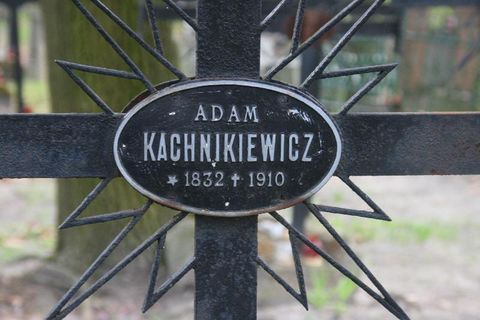 ADAM
KACHNIKIEWICZ
* 1832 † 1910